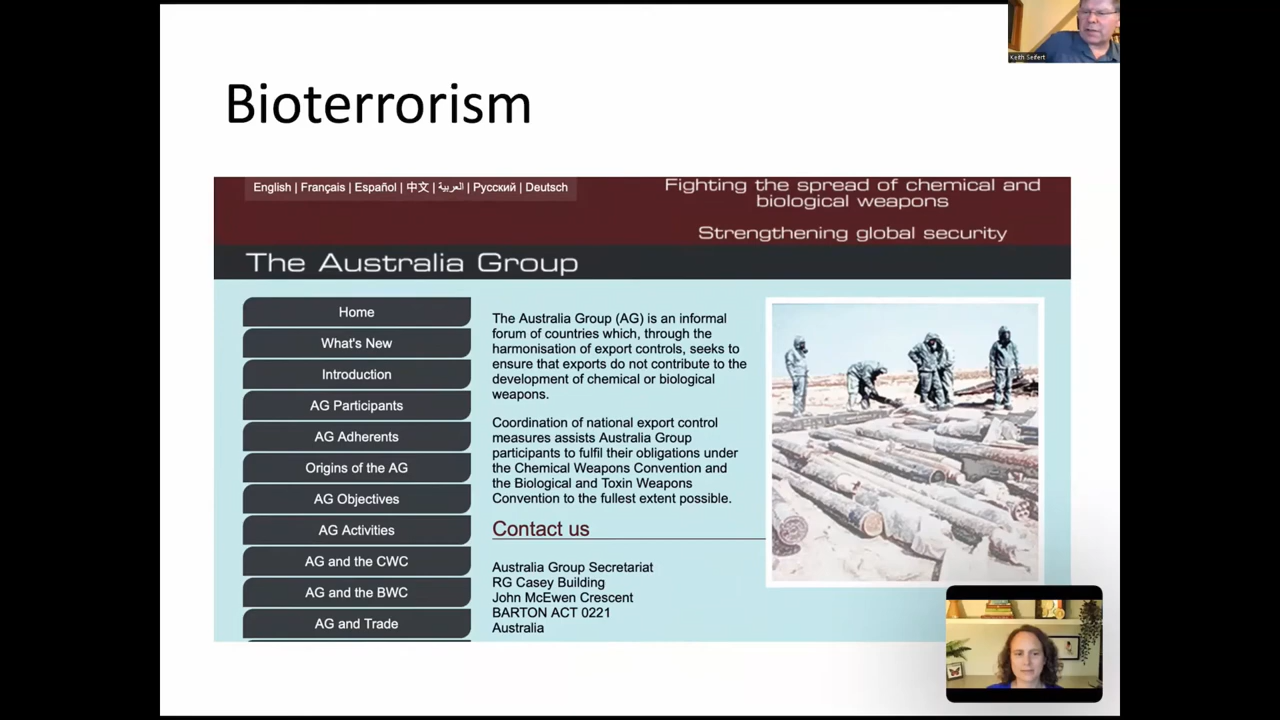 Keith Seifert
Bioterrorism
English | Français | Español | 中文 | العربية | Русский | Deutsch
Fighting the spread of chemical and
biological weapons
Strengthening global security
The Australia Group
Home
What's New
Introduction
AG Participants
AG Adherents
Origins of the AG
AG Objectives
AG Activities
AG and the CWC
AG and the BWC
AG and Trade
The Australia Group (AG) is an informal
forum of countries which, through the
harmonisation of export controls, seeks to
ensure that exports do not contribute to the
development of chemical or biological
weapons.
Coordination of national export control
measures assists Australia Group
participants to fulfil their obligations under
the Chemical Weapons Convention and
the Biological and Toxin Weapons
Convention to the fullest extent possible.
Contact us
Australia Group Secretariat
RG Casey Building
John McEwen Crescent
BARTON ACT 0221
Australia